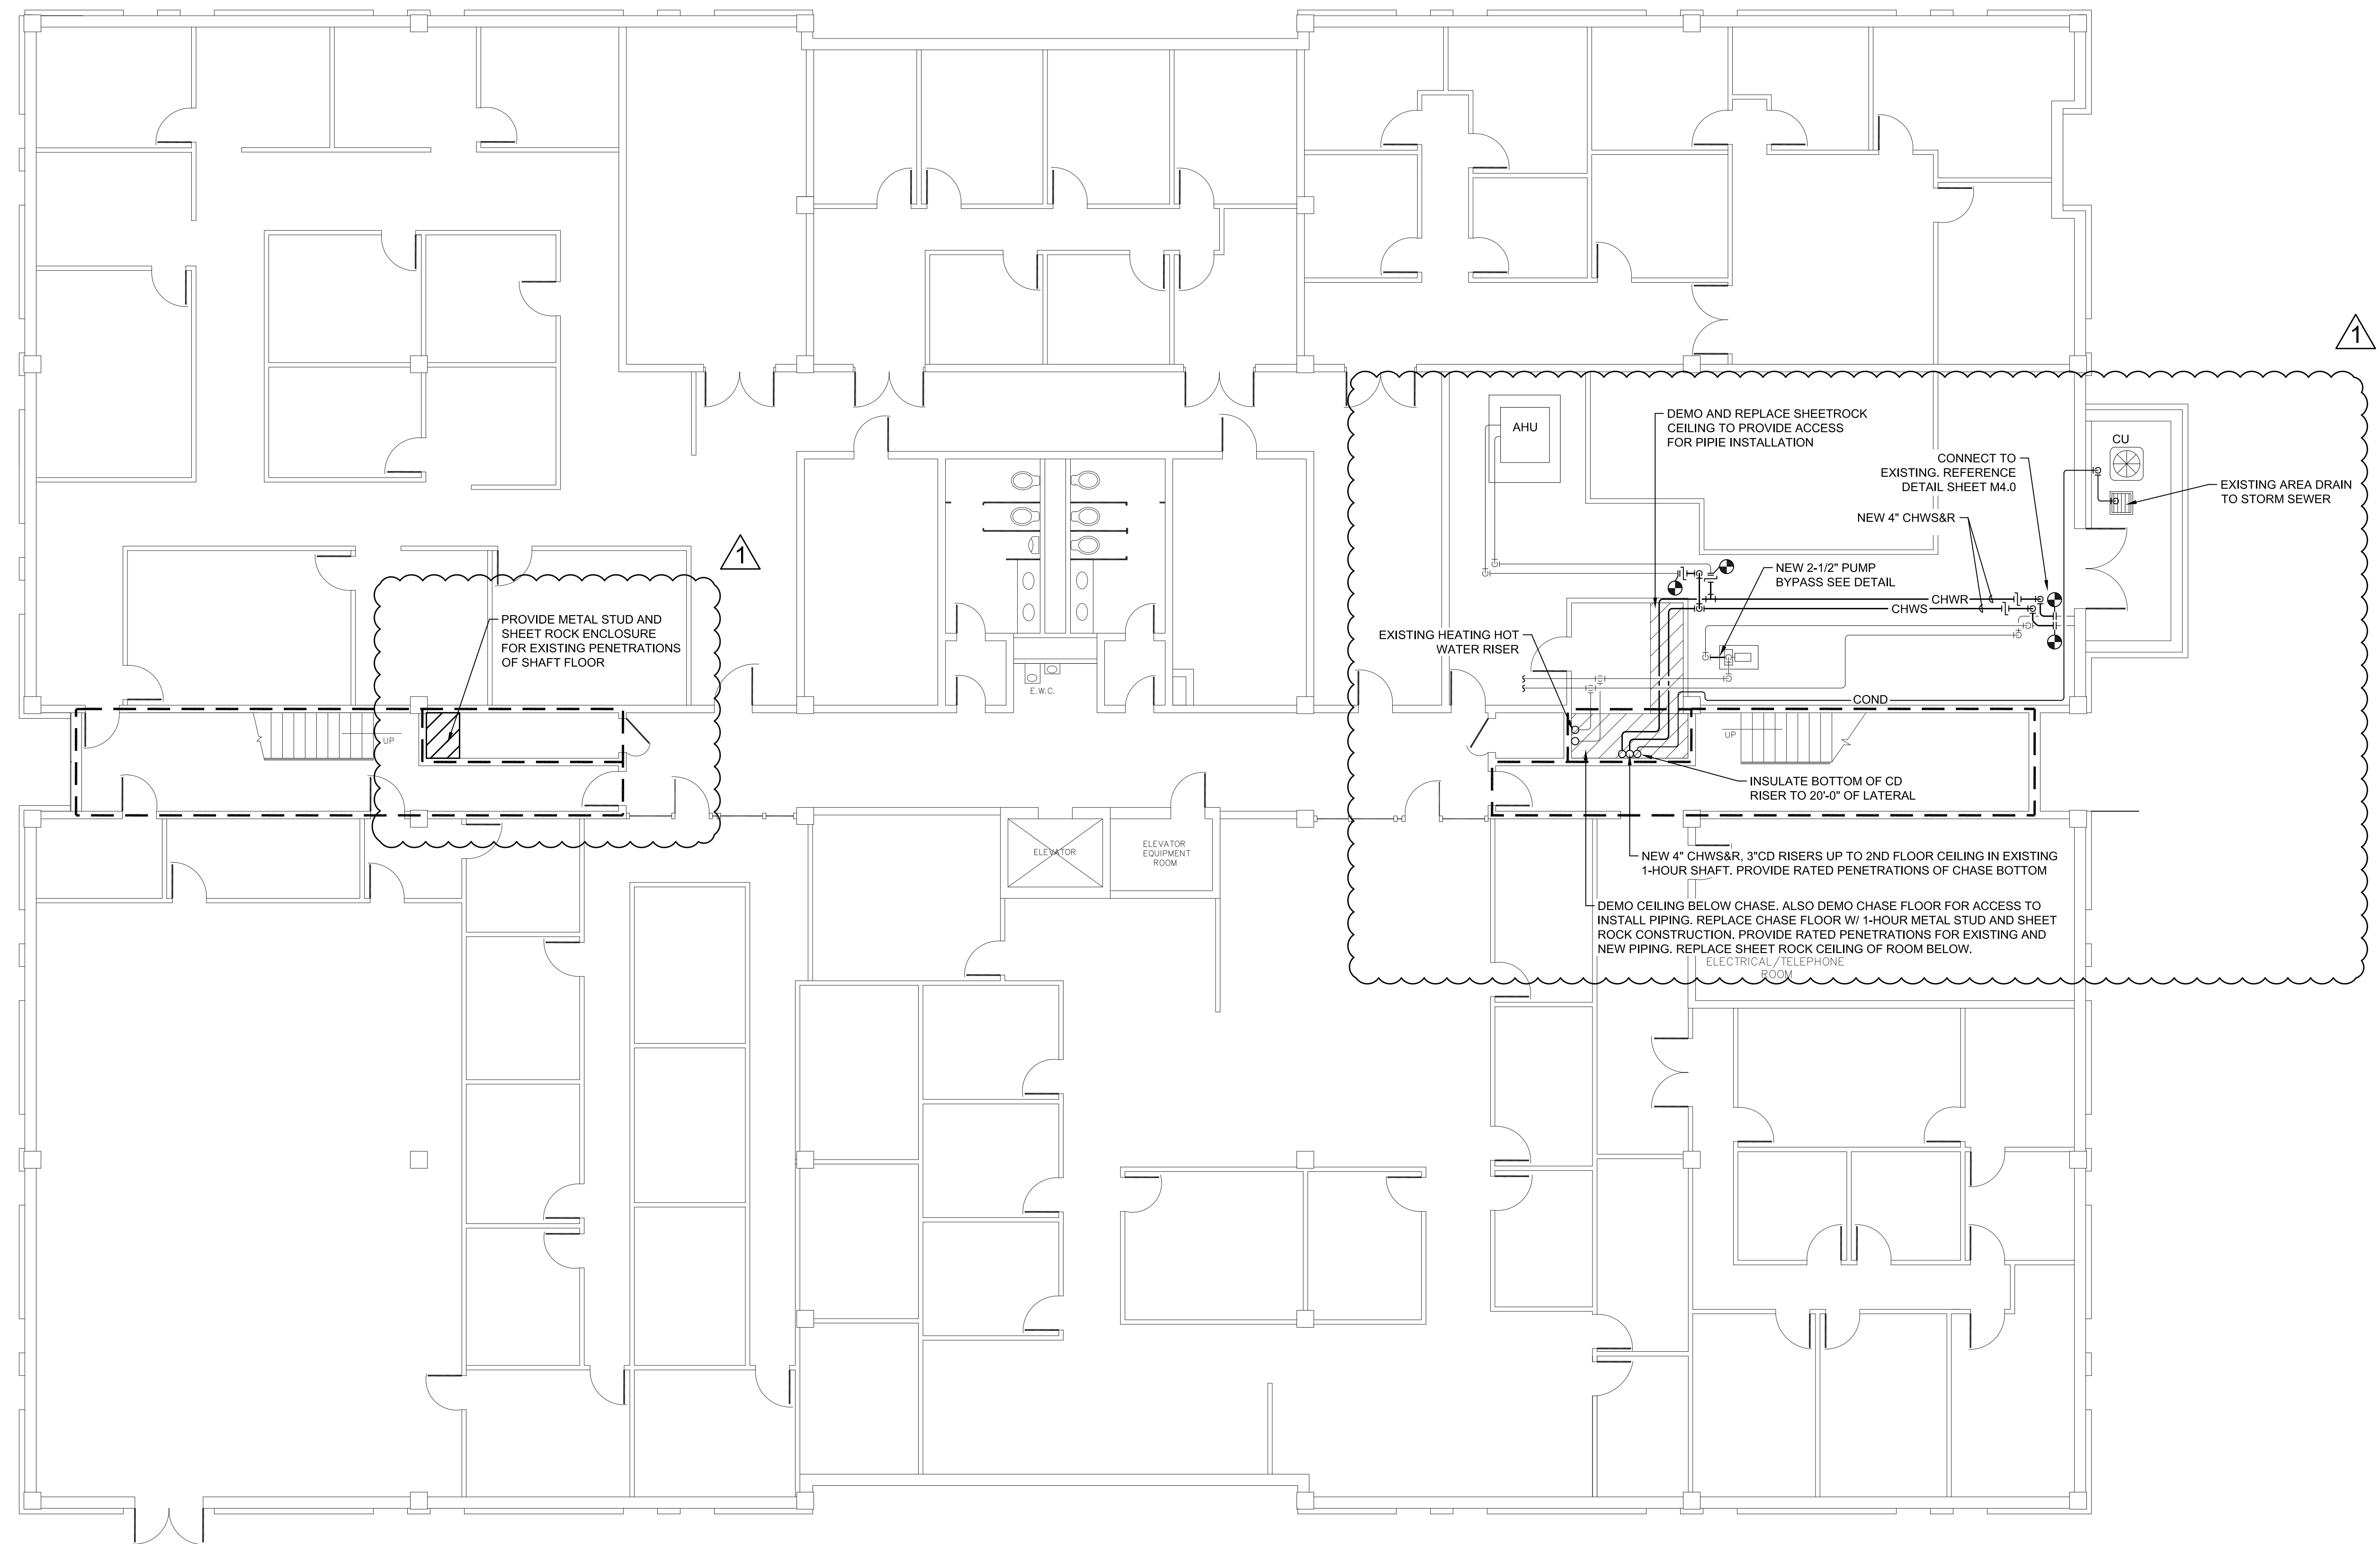 1
DEMO AND REPLACE SHEETROCK
CEILING TO PROVIDE ACCESS
FOR PIPIE INSTALLATION
AHU
CU
CONNECT TO
EXISTING. REFERENCE
DETAIL SHEET M4.0
EXISTING AREA DRAIN
TO STORM SEWER
NEW 4" CHWS&R
1
NEW 2-1/2" PUMP
BYPASS SEE DETAIL
CHWR
CHWS
PROVIDE METAL STUD AND
SHEET ROCK ENCLOSURE
FOR EXISTING PENETRATIONS
OF SHAFT FLOOR
EXISTING HEATING HOT
WATER RISER
E.W.C.
COND
UP
UP
INSULATE BOTTOM OF CD
RISER TO 20'-0" OF LATERAL
ELEVATOR
ELEVATOR
EQUIPMENT
ROOM
NEW 4" CHWS&R, 3"CD RISERS UP TO 2ND FLOOR CEILING IN EXISTING
1-HOUR SHAFT. PROVIDE RATED PENETRATIONS OF CHASE BOTTOM
DEMO CEILING BELOW CHASE. ALSO DEMO CHASE FLOOR FOR ACCESS TO
INSTALL PIPING. REPLACE CHASE FLOOR W/ 1-HOUR METAL STUD AND SHEET
ROCK CONSTRUCTION. PROVIDE RATED PENETRATIONS FOR EXISTING AND
NEW PIPING. REPLACE SHEET ROCK CEILING OF ROOM BELOW.
ELECTRICAL/TELEPHONE
ROOM